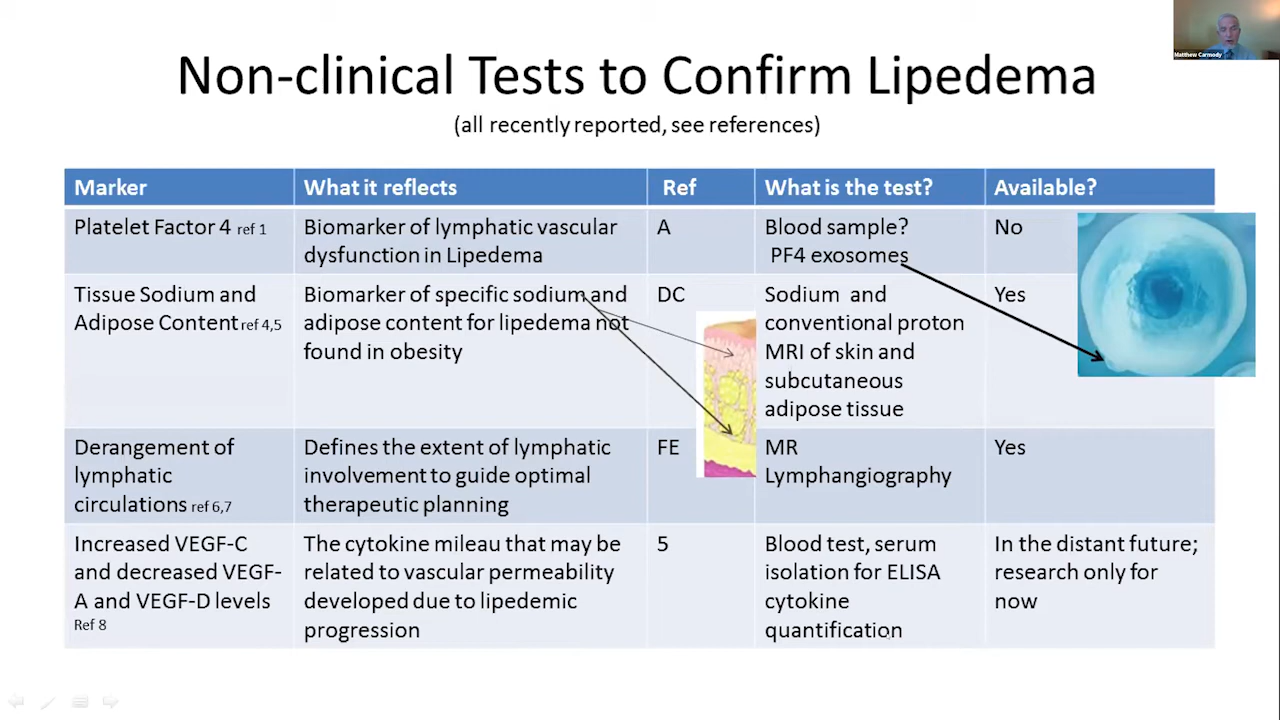 Matthew Carmody
Non-clinical Tests to Confirm Lipedema
(all recently reported, see references)
Marker
What it reflects
Ref
What is the test?
Available?
Platelet Factor 4 ref 1
Biomarker of lymphatic vascular
dysfunction in Lipedema
A
Blood sample?
PF4 exosomes
No
Tissue Sodium and
Adipose Content ref 4,5
Biomarker of specific sodium and
adipose content for lipedema not
found in obesity
DC
Sodium and
conventional proton
MRI of skin and
subcutaneous
adipose tissue
Yes
Derangement of
lymphatic
circulations ref 6,7
Defines the extent of lymphatic
involvement to guide optimal
therapeutic planning
FE
MR
Lymphangiography
Yes
Increased VEGF-C
and decreased VEGF-
A and VEGF-D levels
Ref 8
The cytokine mileau that may be
related to vascular permeability
developed due to lipedemic
progression
5
Blood test, serum
isolation for ELISA
cytokine
quantification
In the distant future;
research only for
now